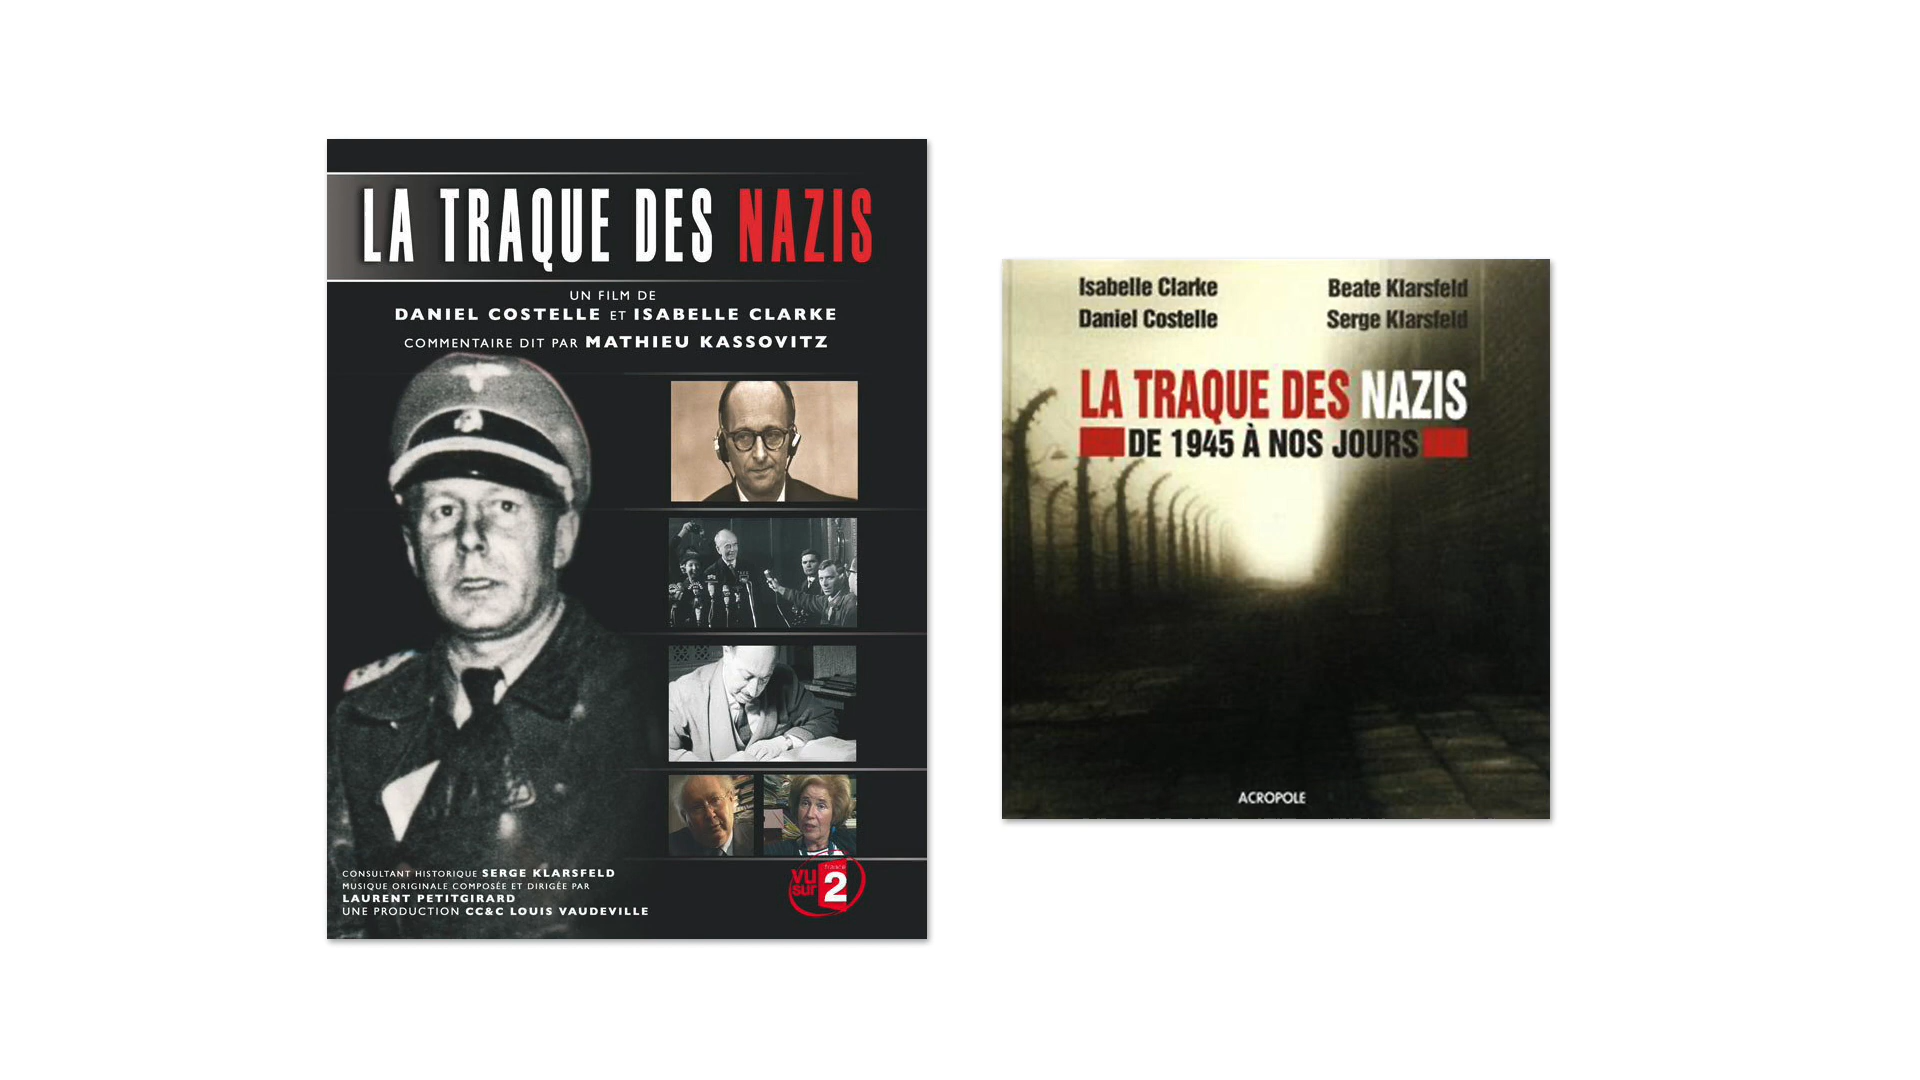 LA TRAQUE DES NAZIS
UN FILM DE
DANIEL COSTELLE ET ISABELLE CLARKE
COMMENTAIRE DIT PAR MATHIEU KASSOVITZ
CONSULTANT HISTORIQUE SERGE KLARSFELD
MUSIQUE ORIGINALE COMPOSÉE ET DIRIGÉE PAR
LAURENT PETITGIRARD
UNE PRODUCTION CC&C LOUIS VAUDEVILLE
vu
sur
france
2
Isabelle Clarke
Daniel Costelle
Beate Klarsfeld
Serge Klarsfeld
LA TRAQUE DES NAZIS
DE 1945 À NOS JOURS
ACROPOLE